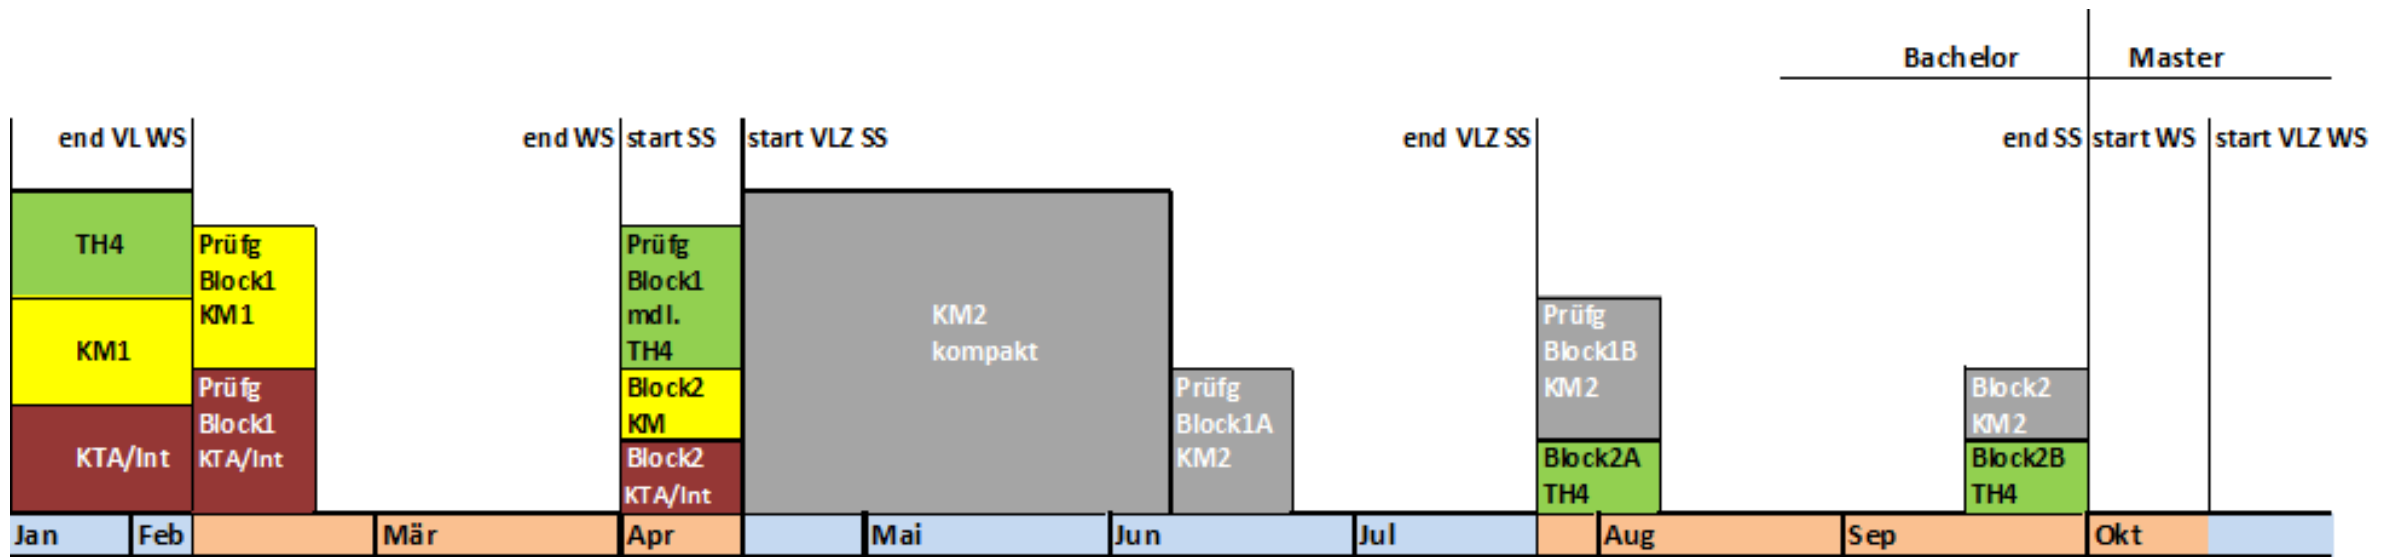 Bachelor Master
end VL WS end WS start SS start VLZ SS end VLZ SS end SS start WS start VLZ WS
TH4
KM1
KTA/Int
Prüfg
Block1
KM1
Prüfg
Block1
KTA/Int
Prüfg
Block1
mdl.
TH4
Block2
KM
Block2
KTA/Int
KM2
kompakt
Prüfg
Block1A
KM2
Prüfg
Block1B
KM2
Block2A
TH4
Block2
KM2
Block2B
TH4
Jan Feb Mär Apr Mai Jun Jul Aug Sep Okt